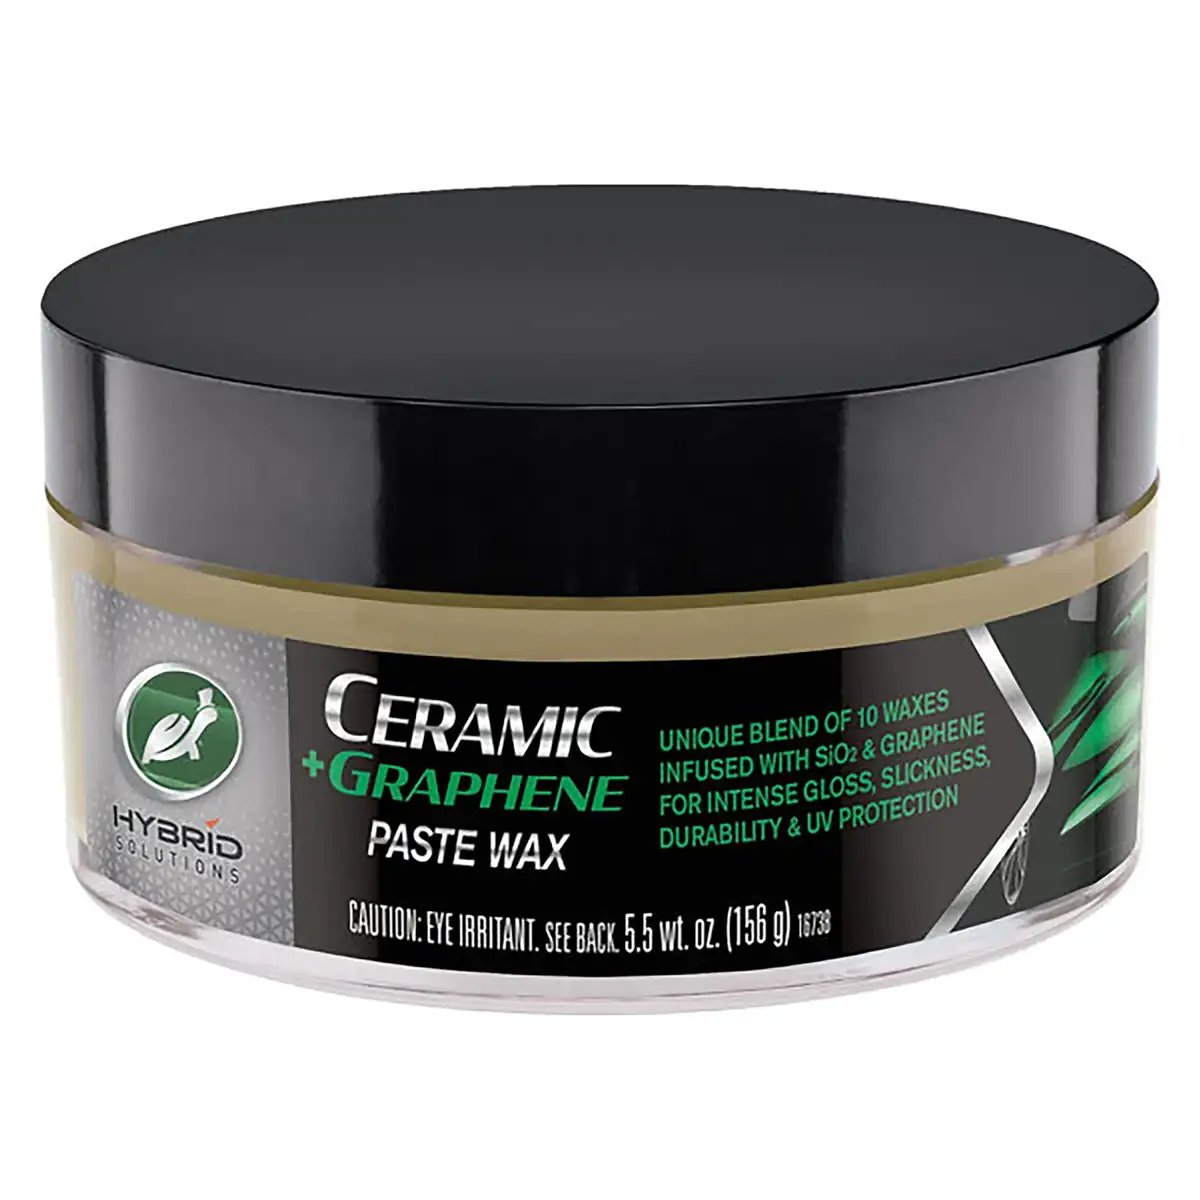 HYBRID
SOLUTIONS
CERAMIC
+GRAPHENE
PASTE WAX
UNIQUE BLEND OF 10 WAXES
INFUSED WITH SiO₂ & GRAPHENE
FOR INTENSE GLOSS, SLICKNESS,
DURABILITY & UV PROTECTION
CAUTION: EYE IRRITANT. SEE BACK. 5.5 wt. oz. (156 g) 16738